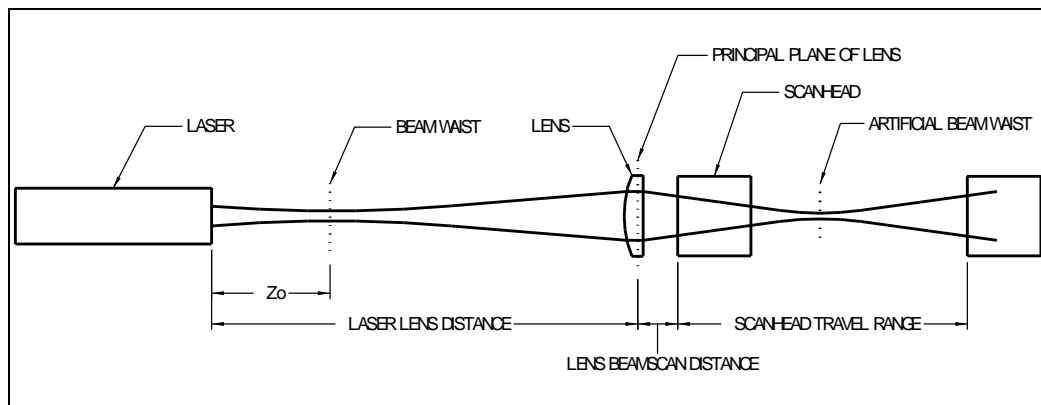 PRINCIPAL PLANE OF LENS
SCANHEAD
LASER
BEAM WAIST
LENS
ARTIFICIAL BEAM WAIST
Zo
LASER LENS DISTANCE
SCANHEAD TRAVEL RANGE
LENS BEAMSCAN DISTANCE